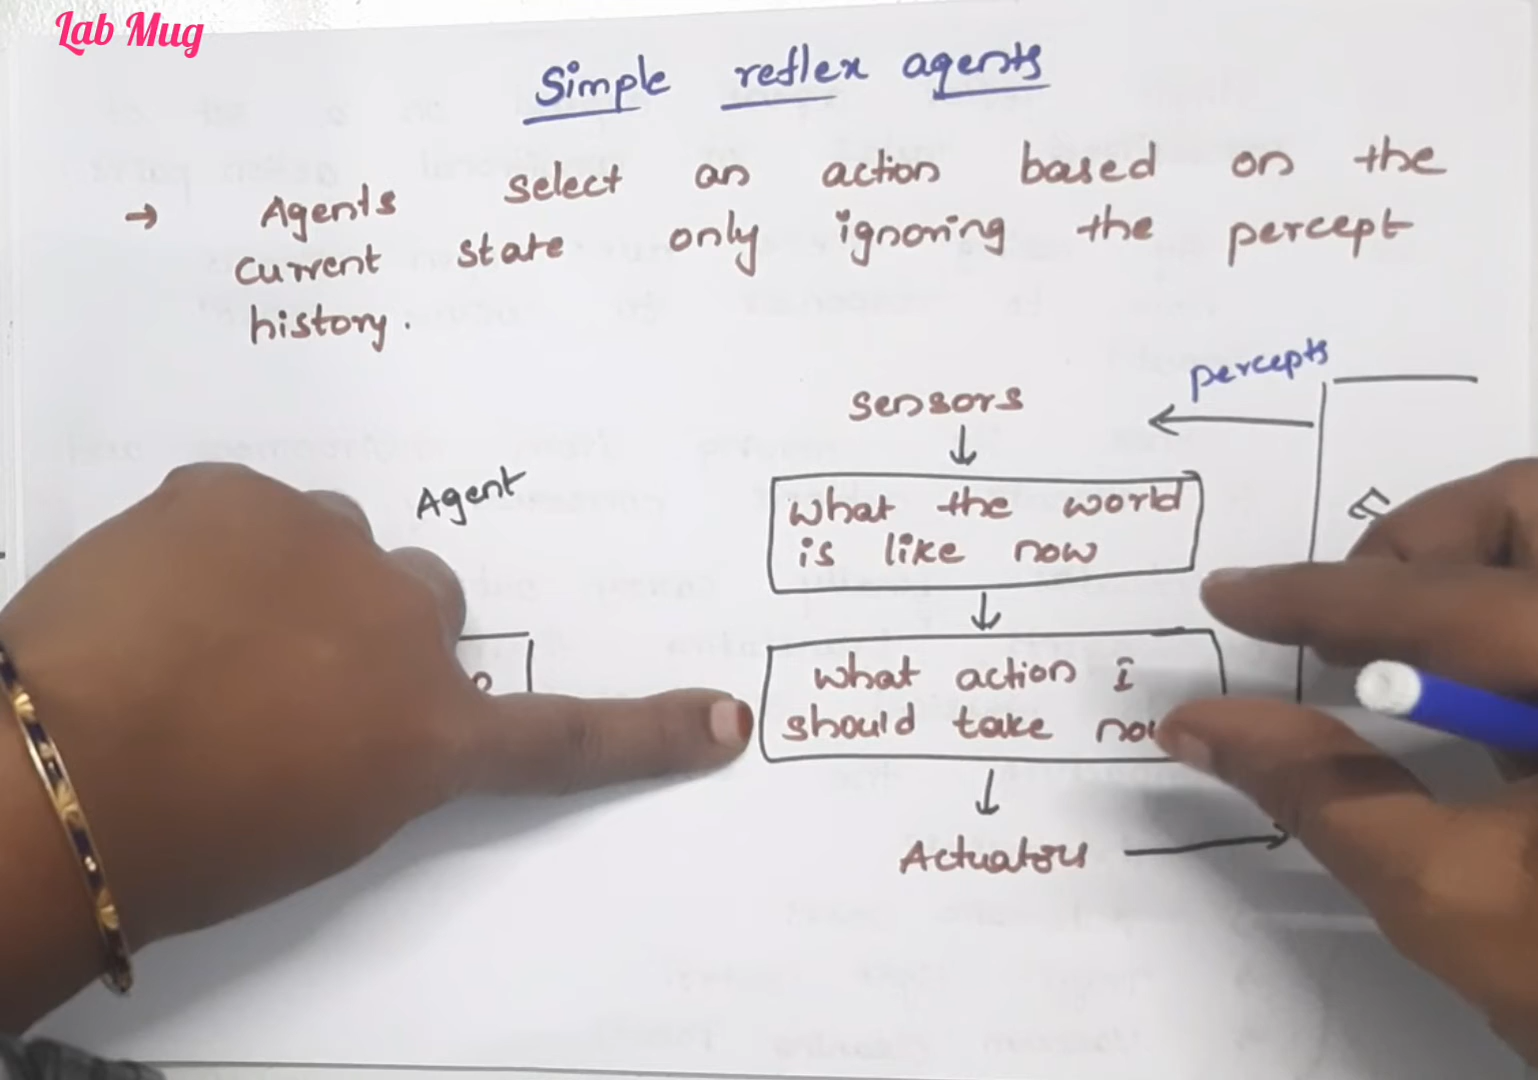 Lab Mug
Simple reflex agents
→ Agents select an action based on the
current state only ignoring the percept
history.
percepts
sensors
Agent
what the world
is like now
what action I
should take
Actuators